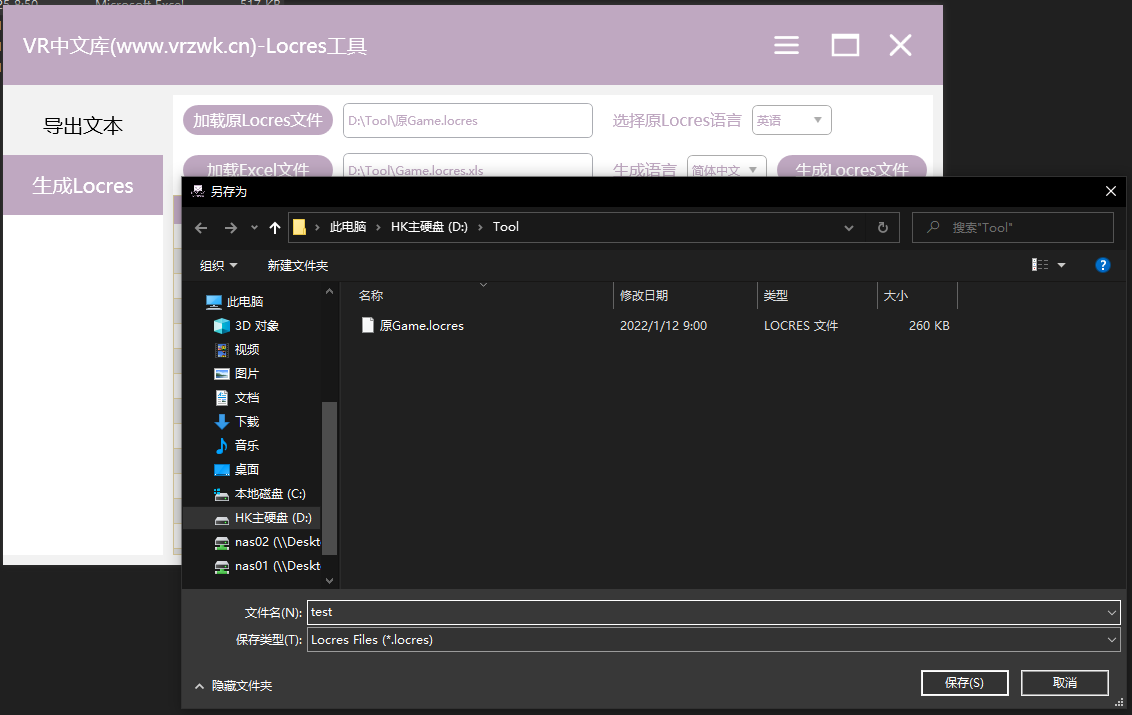 Microsoft Excel
517 KB
VR中文库(www.vrzwk.cn)-Locres工具
导出文本
生成Locres
加载原Locres文件
D:\Tool\原Game.locres
选择原Locres语言
英语
加载Excel文件
D:\Tool\Game.locres.xls
生成语言
简体中文
生成Locres文件
另存为
此电脑 › HK主硬盘 (D:) › Tool
搜索"Tool"
组织
新建文件夹
此电脑
3D 对象
视频
图片
文档
下载
音乐
桌面
本地磁盘 (C:)
HK主硬盘 (D:)
nas02 (\\Deskt
nas01 (\\Deskt
名称 修改日期 类型 大小
原Game.locres 2022/1/12 9:00 LOCRES 文件 260 KB
文件名(N): test
保存类型(T): Locres Files (*.locres)
隐藏文件夹
保存(S)
取消